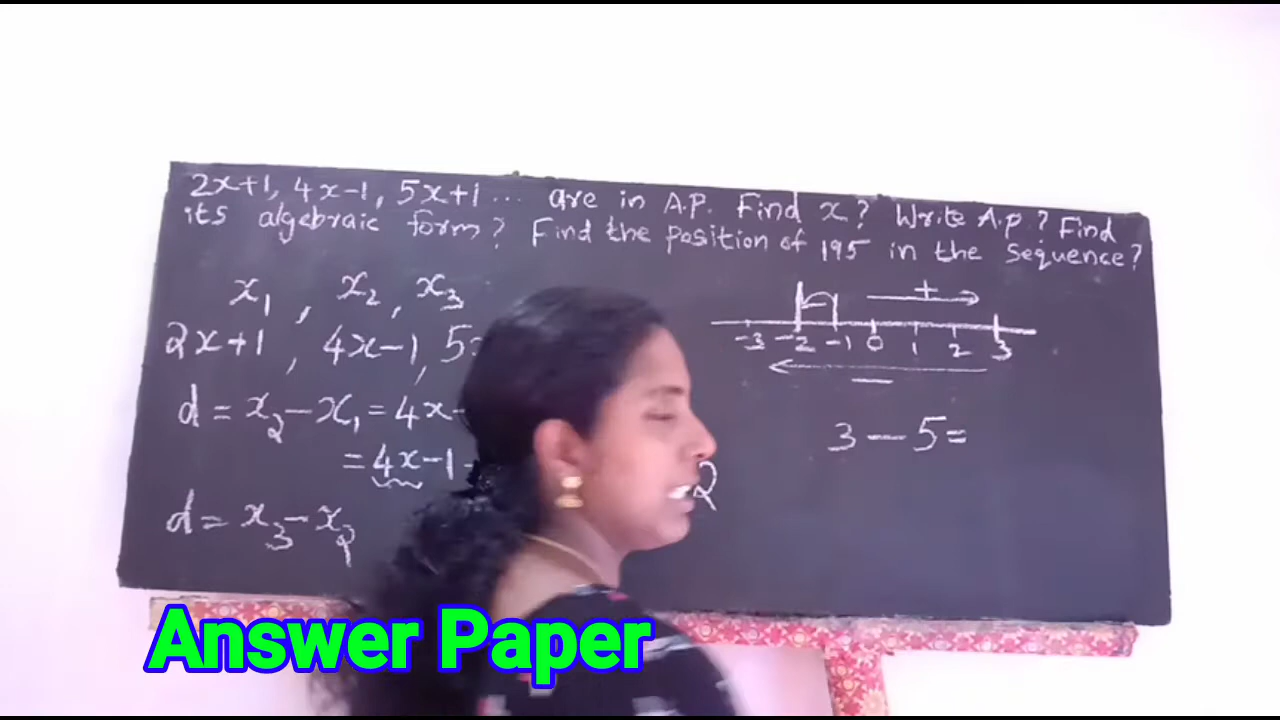 2x+1, 4x-1, 5x+1 ... are in A.P. Find x? Write A.p.? Find
its algebraic form? Find the position of 195 in the sequence?
x₁ , x₂ , x₃
2x+1 , 4x-1, 5
d = x₂-x₁ = 4x-
= 4x-1
2
d = x₃-x₂
+
-3 -2 -1 0 1 2 3
—
3-5=
Answer Paper